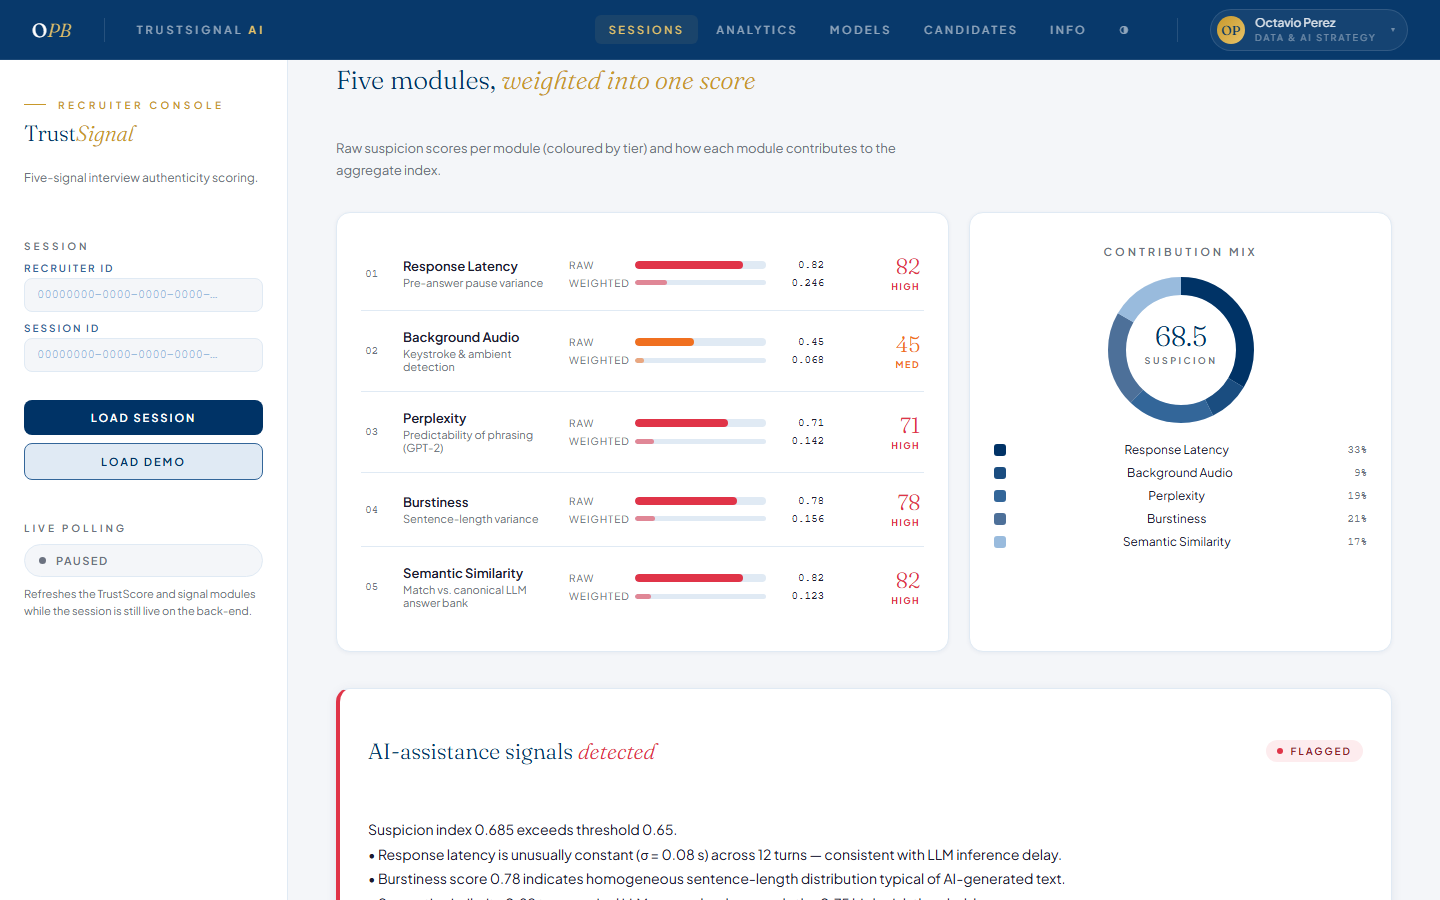 OPB
TRUSTSIGNAL AI
SESSIONS
ANALYTICS
MODELS
CANDIDATES
INFO
OP
Octavio Perez
DATA & AI STRATEGY
RECRUITER CONSOLE
TrustSignal
Five-signal interview authenticity scoring.
SESSION
RECRUITER ID
00000000-0000-0000-0000-…
SESSION ID
00000000-0000-0000-0000-…
LOAD SESSION
LOAD DEMO
LIVE POLLING
PAUSED
Refreshes the TrustScore and signal modules
while the session is still live on the back-end.
Five modules, weighted into one score
Raw suspicion scores per module (coloured by tier) and how each module contributes to the
aggregate index.
01
Response Latency
Pre-answer pause variance
RAW 0.82
WEIGHTED 0.246
82
HIGH
02
Background Audio
Keystroke & ambient
detection
RAW 0.45
WEIGHTED 0.068
45
MED
03
Perplexity
Predictability of phrasing
(GPT-2)
RAW 0.71
WEIGHTED 0.142
71
HIGH
04
Burstiness
Sentence-length variance
RAW 0.78
WEIGHTED 0.156
78
HIGH
05
Semantic Similarity
Match vs. canonical LLM
answer bank
RAW 0.82
WEIGHTED 0.123
82
HIGH
CONTRIBUTION MIX
68.5
SUSPICION
Response Latency 33%
Background Audio 9%
Perplexity 19%
Burstiness 21%
Semantic Similarity 17%
AI-assistance signals detected
FLAGGED
Suspicion index 0.685 exceeds threshold 0.65.
• Response latency is unusually constant (σ = 0.08 s) across 12 turns — consistent with LLM inference delay.
• Burstiness score 0.78 indicates homogeneous sentence-length distribution typical of AI-generated text.